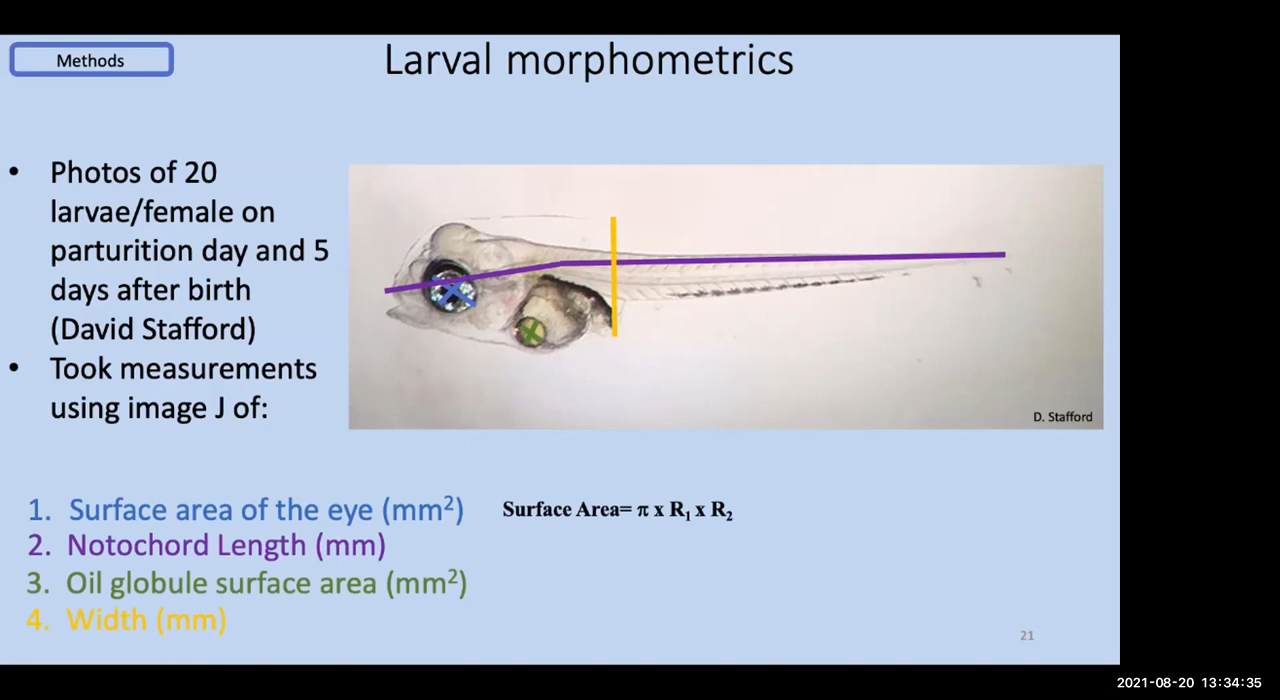 Methods
Larval morphometrics
• Photos of 20
larvae/female on
parturition day and 5
days after birth
(David Stafford)
• Took measurements
using image J of:
D. Stafford
1. Surface area of the eye (mm²)
Surface Area= π x R₁ x R₂
2. Notochord Length (mm)
3. Oil globule surface area (mm²)
4. Width (mm)
21
2021-08-20 13:34:35